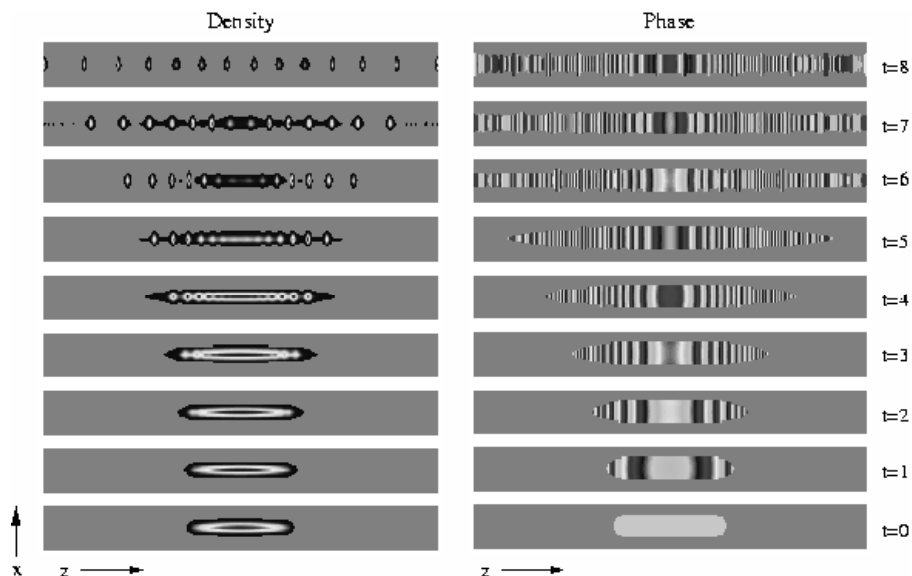 Density Phase
t=8
t=7
t=6
t=5
t=4
t=3
t=2
t=1
t=0
x z z